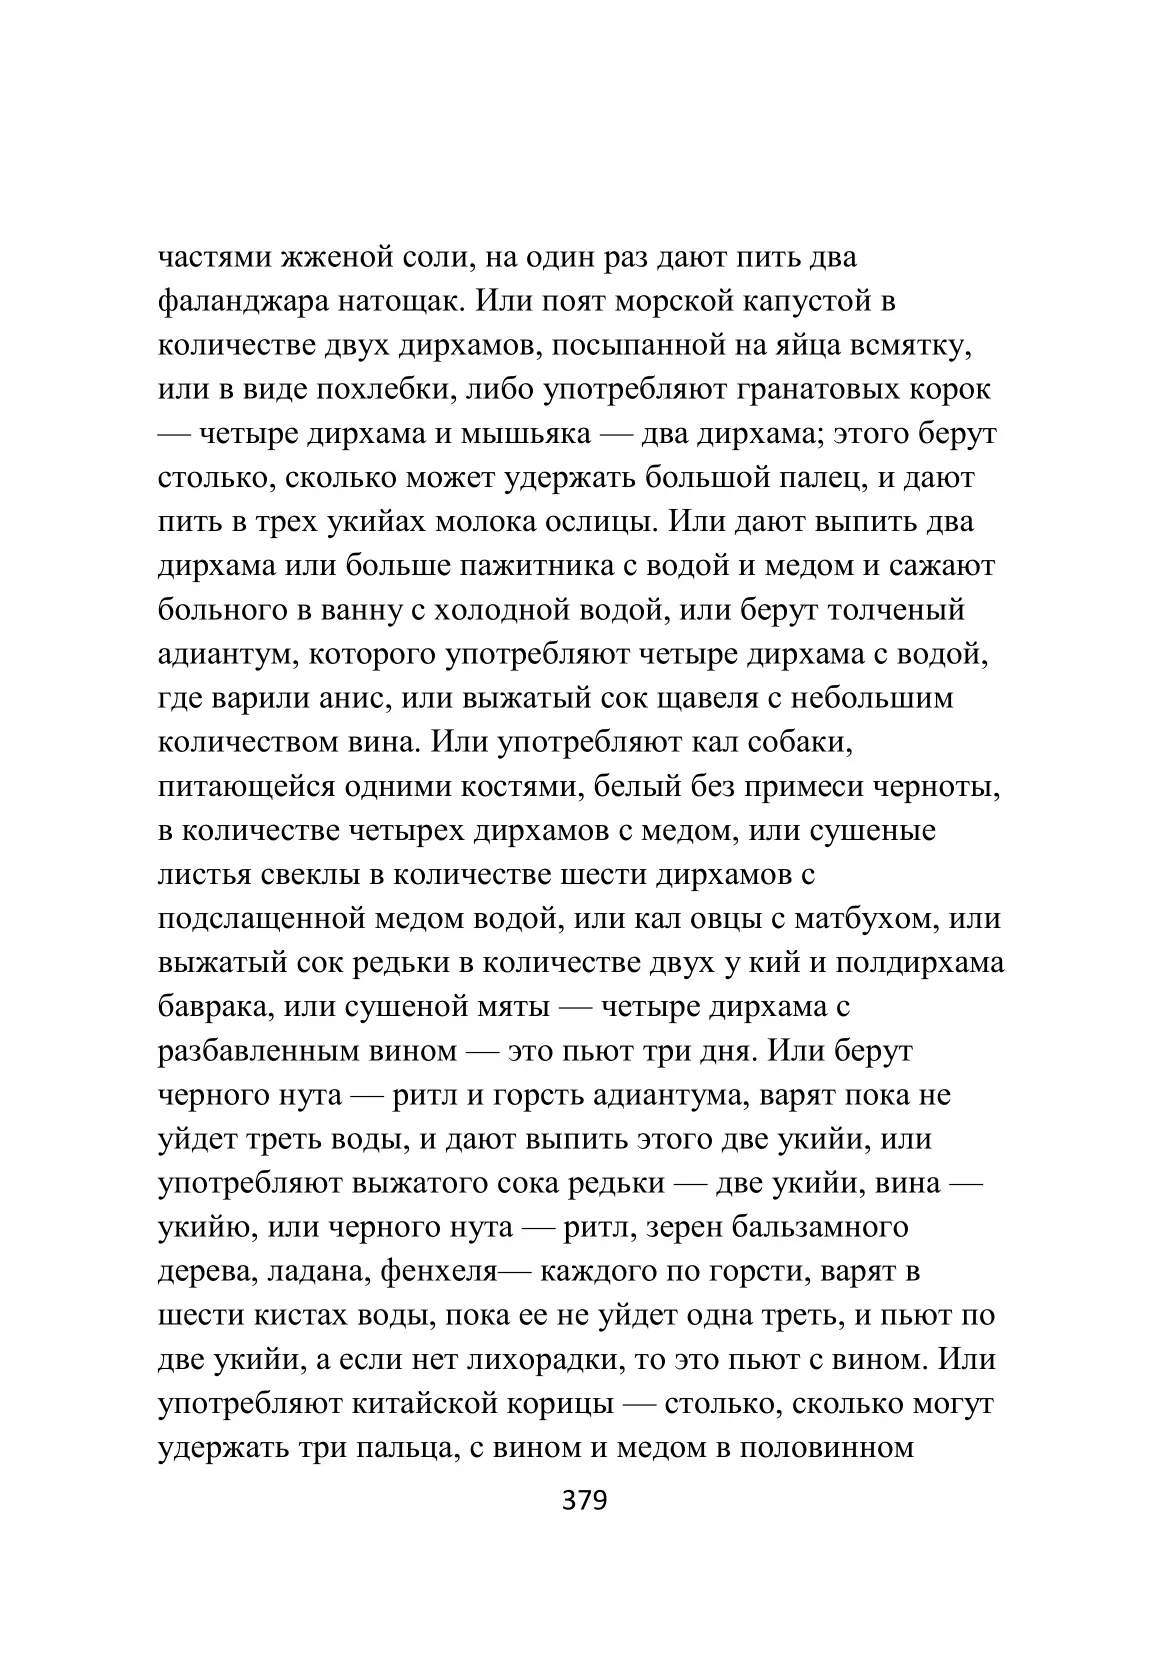 частями жженой соли, на один раз дают пить два
фаланджара натощак. Или поят морской капустой в
количестве двух дирхамов, посыпанной на яйца всмятку,
или в виде похлебки, либо употребляют гранатовых корок
— четыре дирхама и мышьяка — два дирхама; этого берут
столько, сколько может удержать большой палец, и дают
пить в трех укийах молока ослицы. Или дают выпить два
дирхама или больше пажитника с водой и медом и сажают
больного в ванну с холодной водой, или берут толченый
адиантум, которого употребляют четыре дирхама с водой,
где варили анис, или выжатый сок щавеля с небольшим
количеством вина. Или употребляют кал собаки,
питающейся одними костями, белый без примеси черноты,
в количестве четырех дирхамов с медом, или сушеные
листья свеклы в количестве шести дирхамов с
подслащенной медом водой, или кал овцы с матбухом, или
выжатый сок редьки в количестве двух у кий и полдирхама
баврака, или сушеной мяты — четыре дирхама с
разбавленным вином — это пьют три дня. Или берут
черного нута — ритл и горсть адиантума, варят пока не
уйдет треть воды, и дают выпить этого две укийи, или
употребляют выжатого сока редьки — две укийи, вина —
укийю, или черного нута — ритл, зерен бальзамного
дерева, ладана, фенхеля— каждого по горсти, варят в
шести кистах воды, пока ее не уйдет одна треть, и пьют по
две укийи, а если нет лихорадки, то это пьют с вином. Или
употребляют китайской корицы — столько, сколько могут
удержать три пальца, с вином и медом в половинном
379